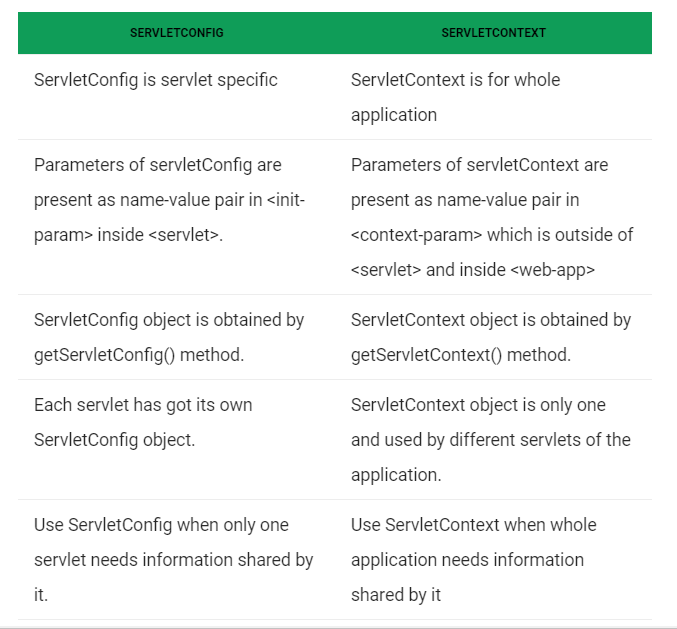 SERVLETCONFIG SERVLETCONTEXT
ServletConfig is servlet specific
ServletContext is for whole
application
Parameters of servletConfig are
present as name-value pair in <init-
param> inside <servlet>.
Parameters of servletContext are
present as name-value pair in
<context-param> which is outside of
<servlet> and inside <web-app>
ServletConfig object is obtained by
getServletConfig() method.
ServletContext object is obtained by
getServletContext() method.
Each servlet has got its own
ServletConfig object.
ServletContext object is only one
and used by different servlets of the
application.
Use ServletConfig when only one
servlet needs information shared by
it.
Use ServletContext when whole
application needs information
shared by it